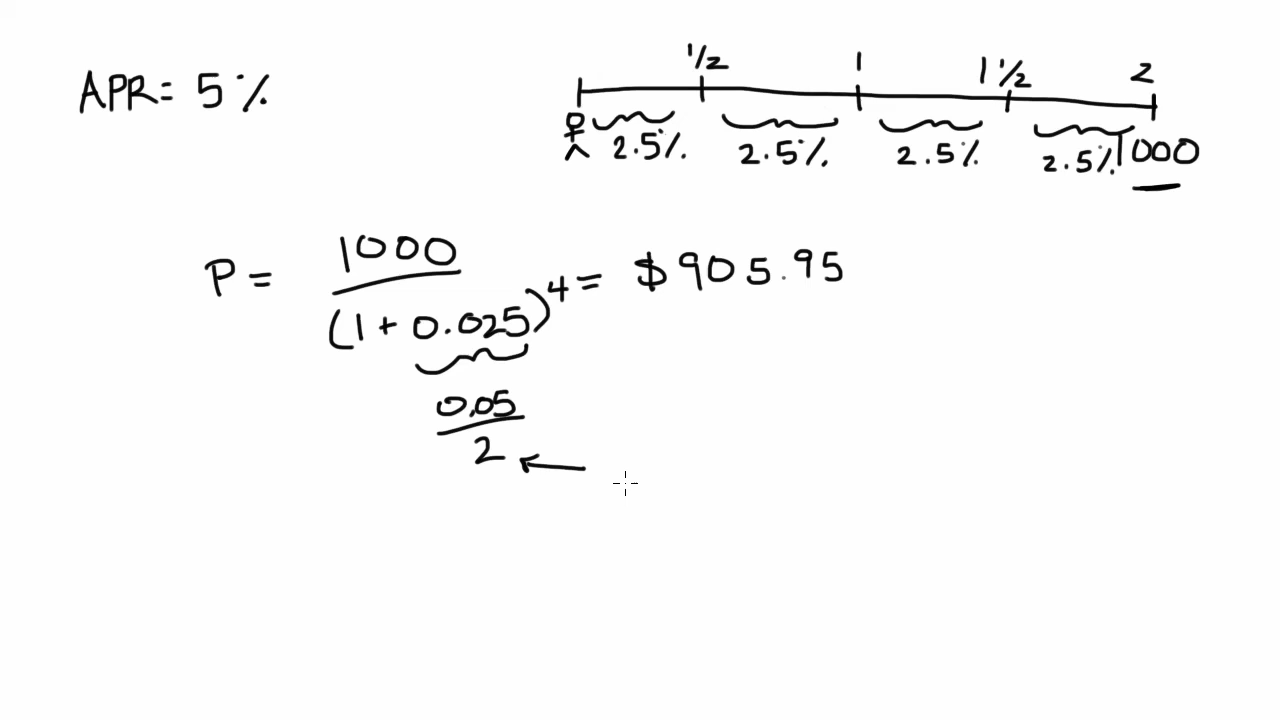 APR = 5%
1/2 1 1 1/2 2
2.5% 2.5% 2.5% 2.5% 1000
P = 1000 / (1 + 0.025)^4 = $905.95
0.05
2